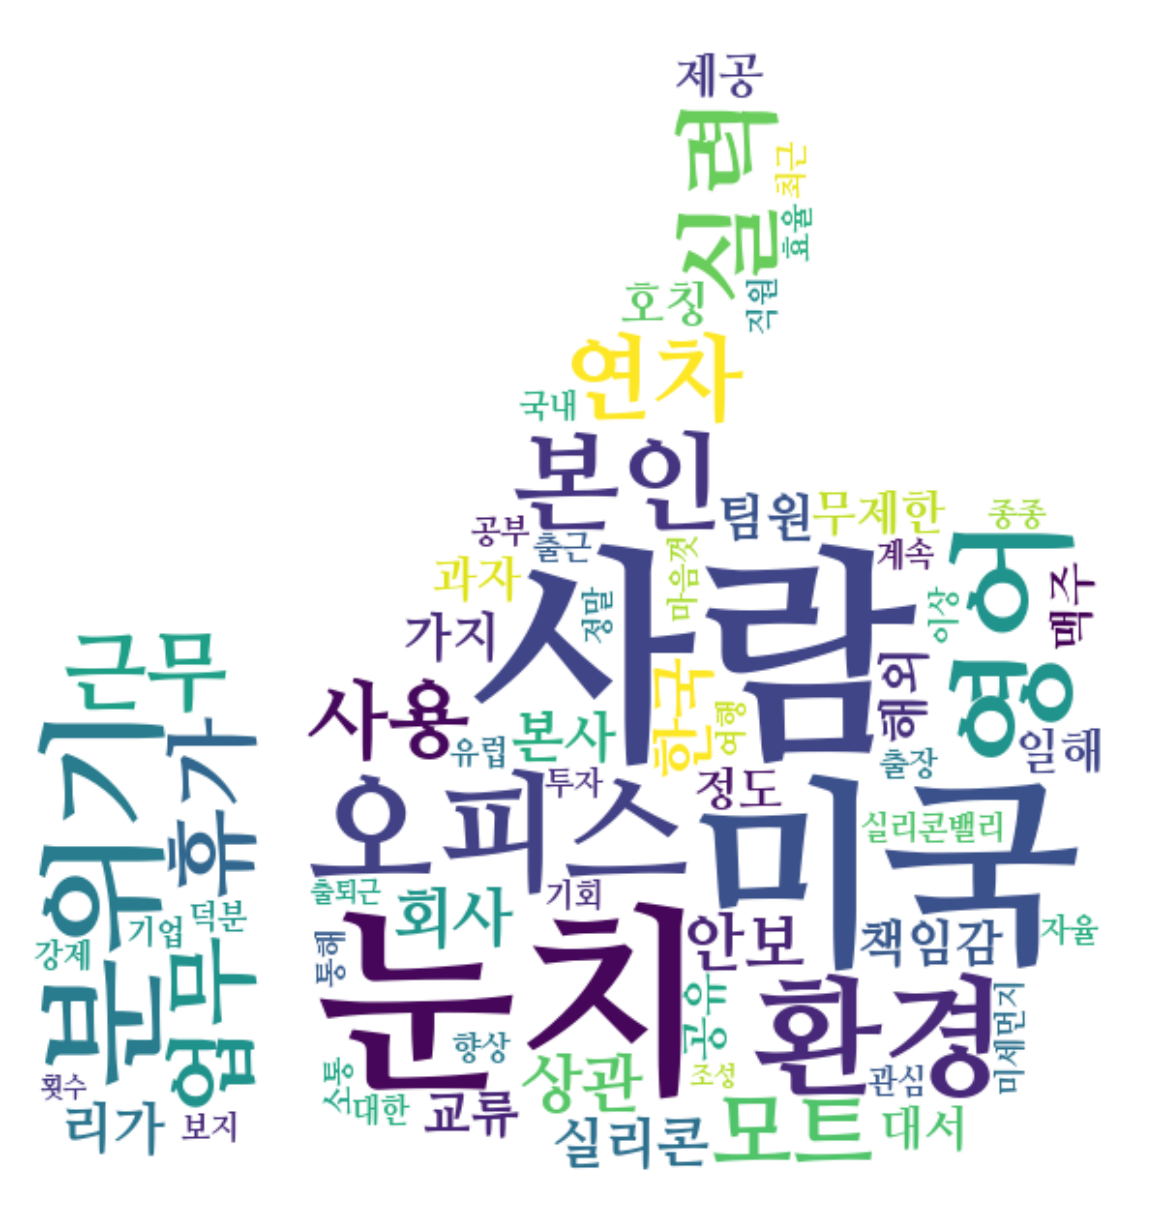 제공
실력
최근
효율
직원
호칭
연차
국내
본인
팀원
무제한
종종
공부
출근
계속
영어
맥주
과자
사람
정말
마음껏
이상
가지
한국
해외
근무
사용
유럽
본사
여행
출장
일해
분위기
휴가
오피스
투자
정도
미국
실리콘밸리
출퇴근
회사
기회
눈치
안보
책임감
자율
강제
기업
덕분
업무
통해
향상
공유
환경
미세먼지
관심
횟수
리가
보지
소통
대한
교류
상관
조성
실리콘
모트
대서